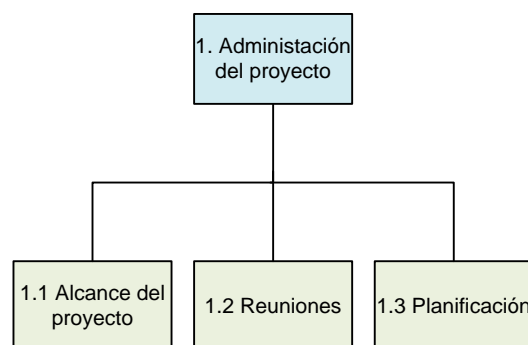 1. Administación
del proyecto
1.1 Alcance del
proyecto
1.2 Reuniones
1.3 Planificación